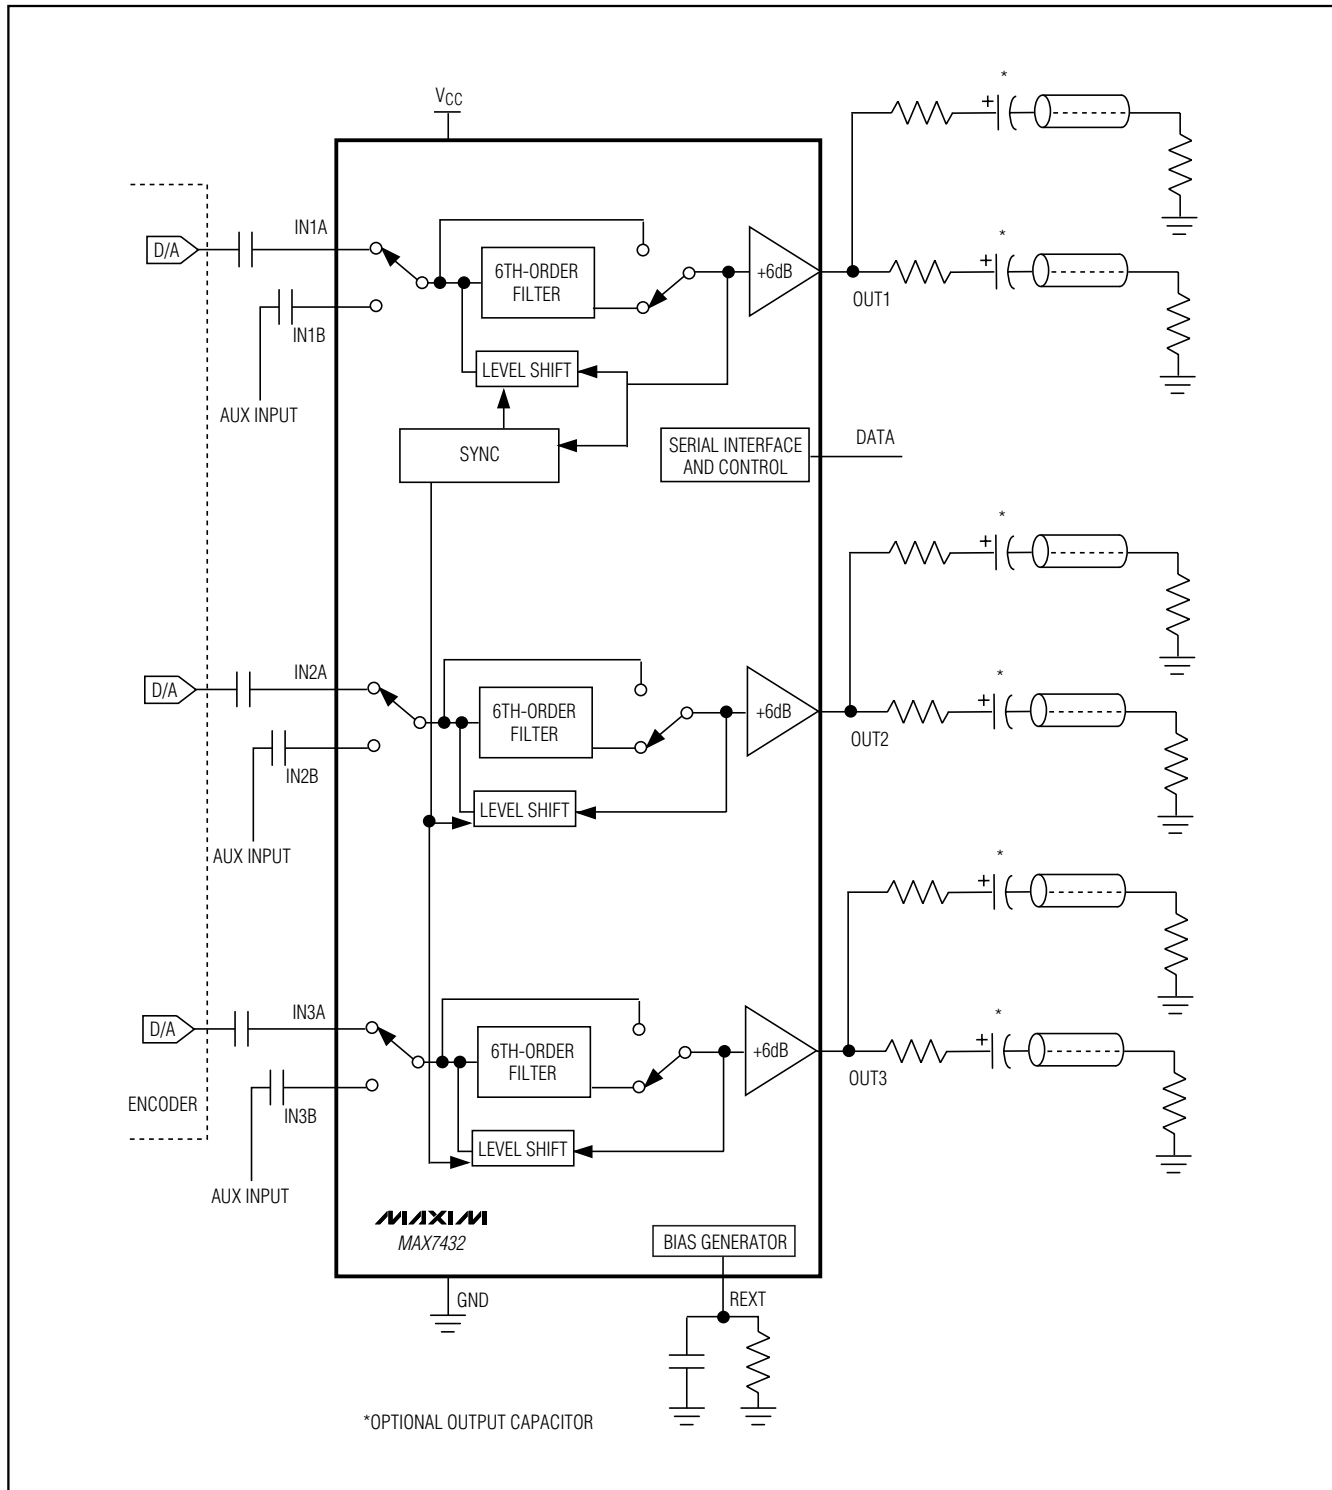 *
+
VCC
*
IN1A
D/A
6TH-ORDER
FILTER
+6dB
+
OUT1
IN1B
LEVEL SHIFT
AUX INPUT
SYNC
SERIAL INTERFACE
AND CONTROL
DATA
*
+
IN2A
D/A
*
6TH-ORDER
FILTER
+6dB
+
OUT2
IN2B
LEVEL SHIFT
AUX INPUT
*
+
IN3A
D/A
*
6TH-ORDER
FILTER
+6dB
+
OUT3
ENCODER
IN3B
LEVEL SHIFT
AUX INPUT
MAXIM
MAX7432
BIAS GENERATOR
GND
REXT
*OPTIONAL OUTPUT CAPACITOR